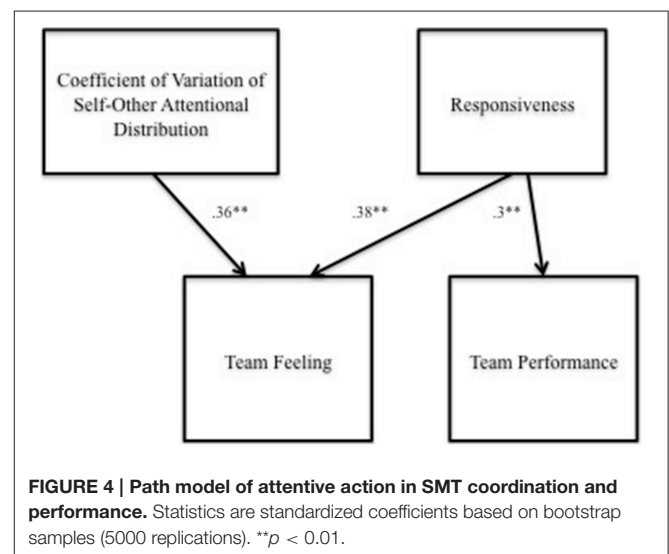 Coefficient of Variation of
Self-Other Attentional
Distribution
Responsiveness
.36**
.38**
.3**
Team Feeling
Team Performance
FIGURE 4 | Path model of attentive action in SMT coordination and
performance. Statistics are standardized coefficients based on bootstrap
samples (5000 replications). **p < 0.01.